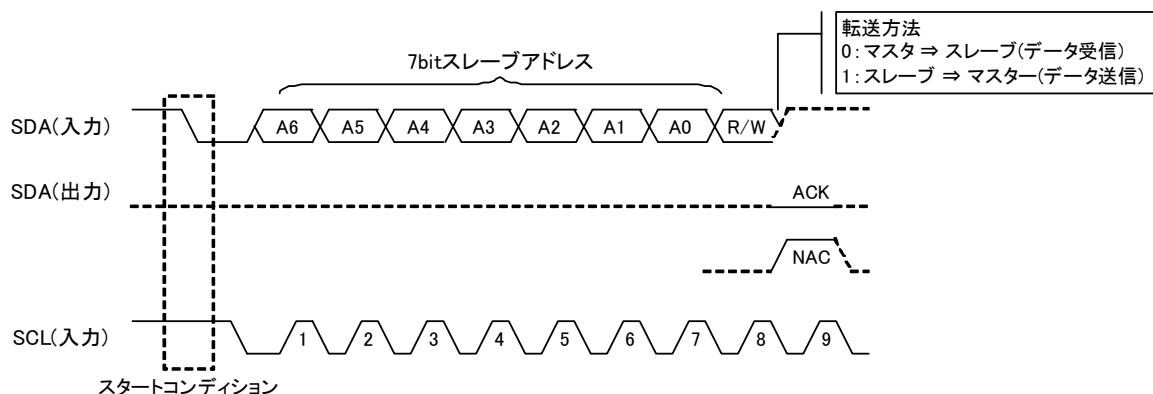 転送方法
0:マスタ ⇒ スレーブ(データ受信)
1:スレーブ ⇒ マスター(データ送信)
7bitスレーブアドレス
SDA(入力)
A6 A5 A4 A3 A2 A1 A0 R/W
SDA(出力)
ACK
NAC
SCL(入力)
1 2 3 4 5 6 7 8 9
スタートコンディション